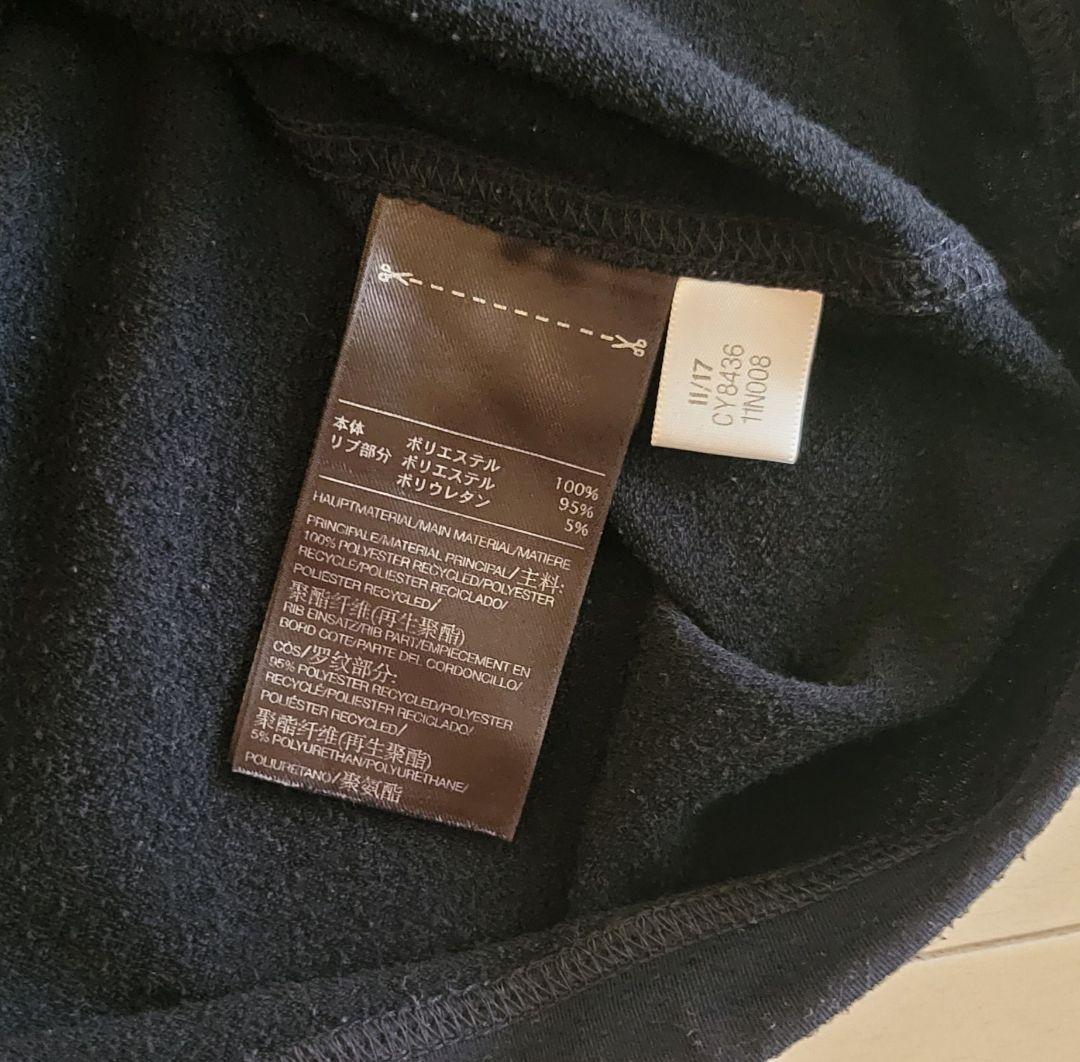 本体 ポリエステル 100%
リブ部分 ポリエステル 95%
ポリウレタン 5%
HAUPTMATERIAL/MAIN MATERIAL/MATIERE
PRINCIPALE/MATERIAL PRINCIPAL/主料:
100% POLYESTER RECYCLED/POLYESTER
RECYCLÉ/POLIESTER RECICLADO/
POLIÉSTER RECYCLED/
聚酯纤维(再生聚酯)
RIB EINSATZ/RIB PART/EMPIECEMENT EN
BORD COTE/PARTE DEL CORDONCILLO/
CÓS/罗纹部分:
95% POLYESTER RECYCLED/POLYESTER
RECYCLÉ/POLIESTER RECICLADO/
POLIÉSTER RECYCLED/
聚酯纤维(再生聚酯)
5% POLYURETHAN/POLYURETHANE/
POLIURETANO/聚氨酯
11/17
CY8436
11N008